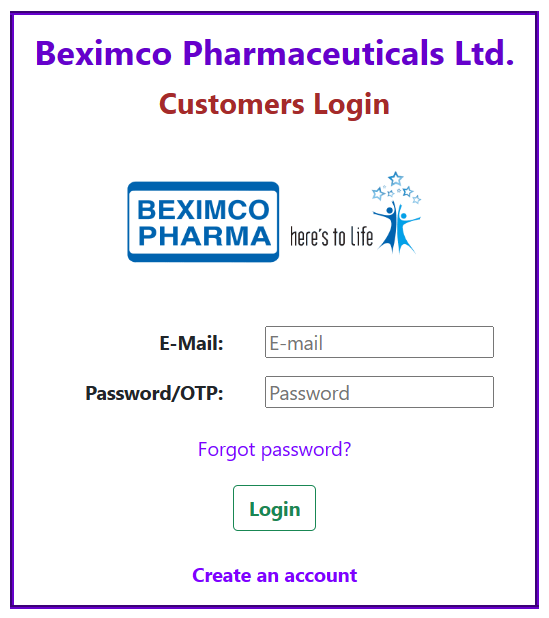 Beximco Pharmaceuticals Ltd.
Customers Login
BEXIMCO
PHARMA
here's to life
E-Mail: E-mail
Password/OTP: Password
Forgot password?
Login
Create an account